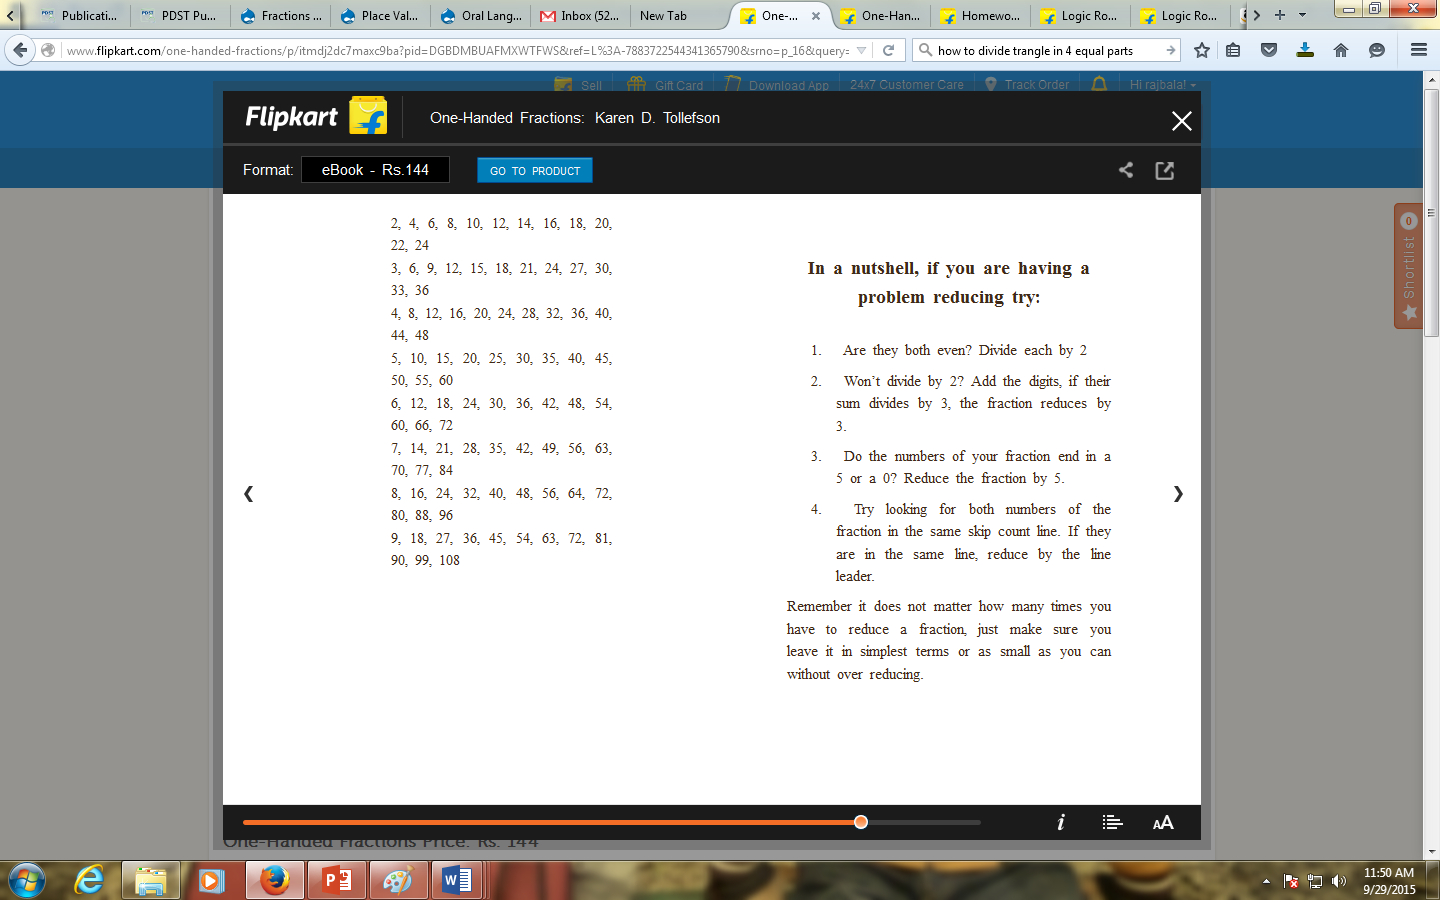 Publicati...
PDST Pu...
Fractions ...
Place Val...
Oral Lang...
Inbox (52...
New Tab
One-...
One-Han...
Homewo...
Logic Ro...
Logic Ro...
www.flipkart.com/one-handed-fractions/p/itmdj2dc7maxc9ba?pid=DGBDMBUAFMXWTFWS&ref=L%3A-7883722544341365790&srno=p_16&query=
how to divide trangle in 4 equal parts
Sell
Gift Card
Download App
24x7 Customer Care
Track Order
Hi rajbala!
Flipkart
One-Handed Fractions: Karen D. Tollefson
Format:
eBook - Rs.144
GO TO PRODUCT
0
Shortlist
2, 4, 6, 8, 10, 12, 14, 16, 18, 20,
22, 24
3, 6, 9, 12, 15, 18, 21, 24, 27, 30,
33, 36
4, 8, 12, 16, 20, 24, 28, 32, 36, 40,
44, 48
5, 10, 15, 20, 25, 30, 35, 40, 45,
50, 55, 60
6, 12, 18, 24, 30, 36, 42, 48, 54,
60, 66, 72
7, 14, 21, 28, 35, 42, 49, 56, 63,
70, 77, 84
8, 16, 24, 32, 40, 48, 56, 64, 72,
80, 88, 96
9, 18, 27, 36, 45, 54, 63, 72, 81,
90, 99, 108
In a nutshell, if you are having a
problem reducing try:
1. Are they both even? Divide each by 2
2. Won't divide by 2? Add the digits, if their
sum divides by 3, the fraction reduces by
3.
3. Do the numbers of your fraction end in a
5 or a 0? Reduce the fraction by 5.
4. Try looking for both numbers of the
fraction in the same skip count line. If they
are in the same line, reduce by the line
leader.
Remember it does not matter how many times you
have to reduce a fraction, just make sure you
leave it in simplest terms or as small as you can
without over reducing.
i
AA
One-Handed Fractions Price: Rs. 144
11:50 AM
9/29/2015